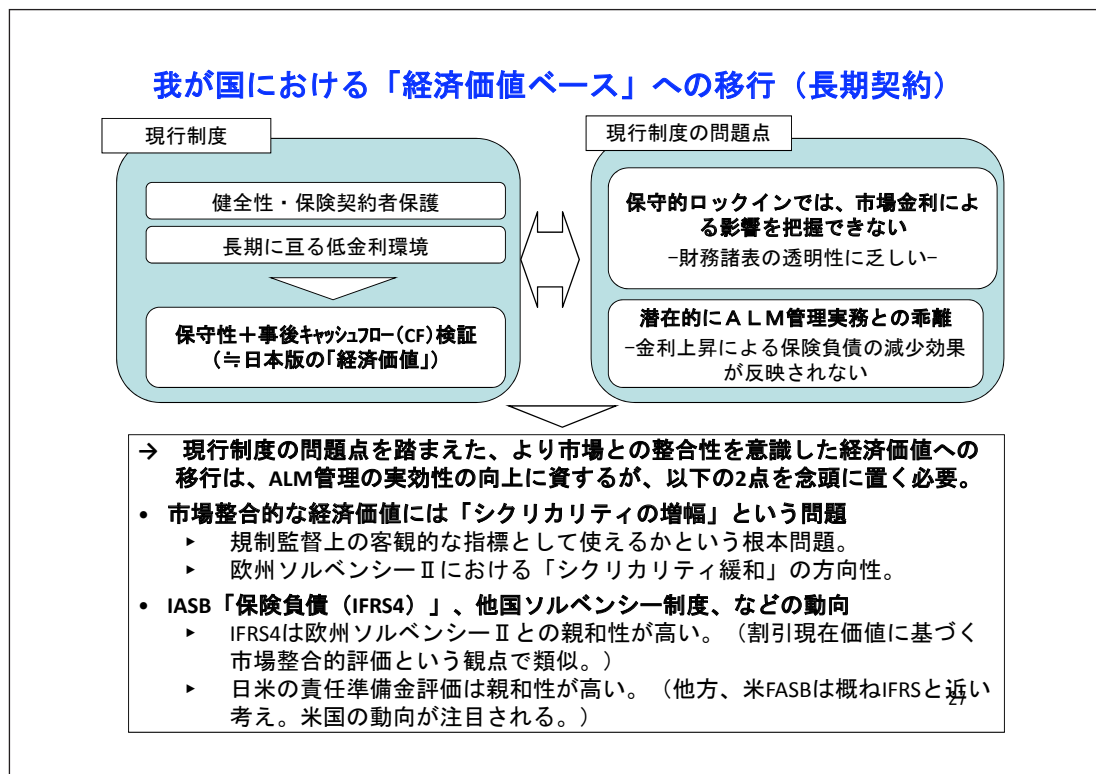 我が国における「経済価値ベース」への移行（長期契約）
現行制度
健全性・保険契約者保護
長期に亘る低金利環境
保守性＋事後ｷｬｯｼｭﾌﾛｰ(CF)検証
（≒日本版の「経済価値」）
現行制度の問題点
保守的ロックインでは、市場金利によ
る影響を把握できない
−財務諸表の透明性に乏しい−
潜在的にＡＬＭ管理実務との乖離
−金利上昇による保険負債の減少効果
が反映されない
→ 現行制度の問題点を踏まえた、より市場との整合性を意識した経済価値への
移行は、ALM管理の実効性の向上に資するが、以下の2点を念頭に置く必要。
• 市場整合的な経済価値には「シクリカリティの増幅」という問題
▸ 規制監督上の客観的な指標として使えるかという根本問題。
▸ 欧州ソルベンシーⅡにおける「シクリカリティ緩和」の方向性。
• IASB「保険負債（IFRS4）」、他国ソルベンシー制度、などの動向
▸ IFRS4は欧州ソルベンシーⅡとの親和性が高い。（割引現在価値に基づく
市場整合的評価という観点で類似。）
▸ 日米の責任準備金評価は親和性が高い。（他方、米FASBは概ねIFRSと近い
考え。米国の動向が注目される。）
27